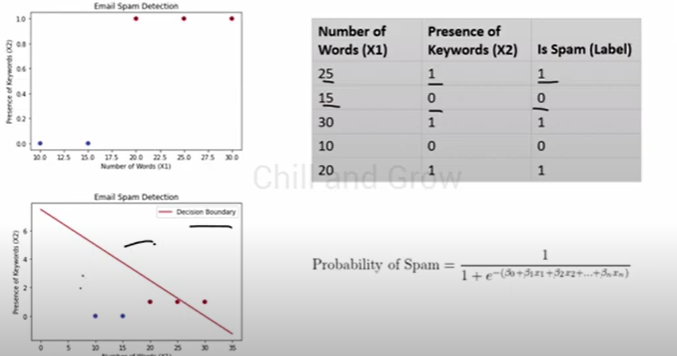 Email Spam Detection
Presence of Keywords (X2)
1.0
0.8
0.6
0.4
0.2
0.0
10.0 12.5 15.0 17.5 20.0 22.5 25.0 27.5 30.0
Number of Words (X1)
Number of Words (X1) Presence of Keywords (X2) Is Spam (Label)
25 1 1
15 0 0
30 1 1
10 0 0
20 1 1
Chill and Grow
Email Spam Detection
Decision Boundary
Presence of Keywords (X2)
6
4
2
0
0 5 10 15 20 25 30 35
Number of Words (X1)
Probability of Spam = 1 / 1 + e^−(β0+β1x1+β2x2+...+βnxn)